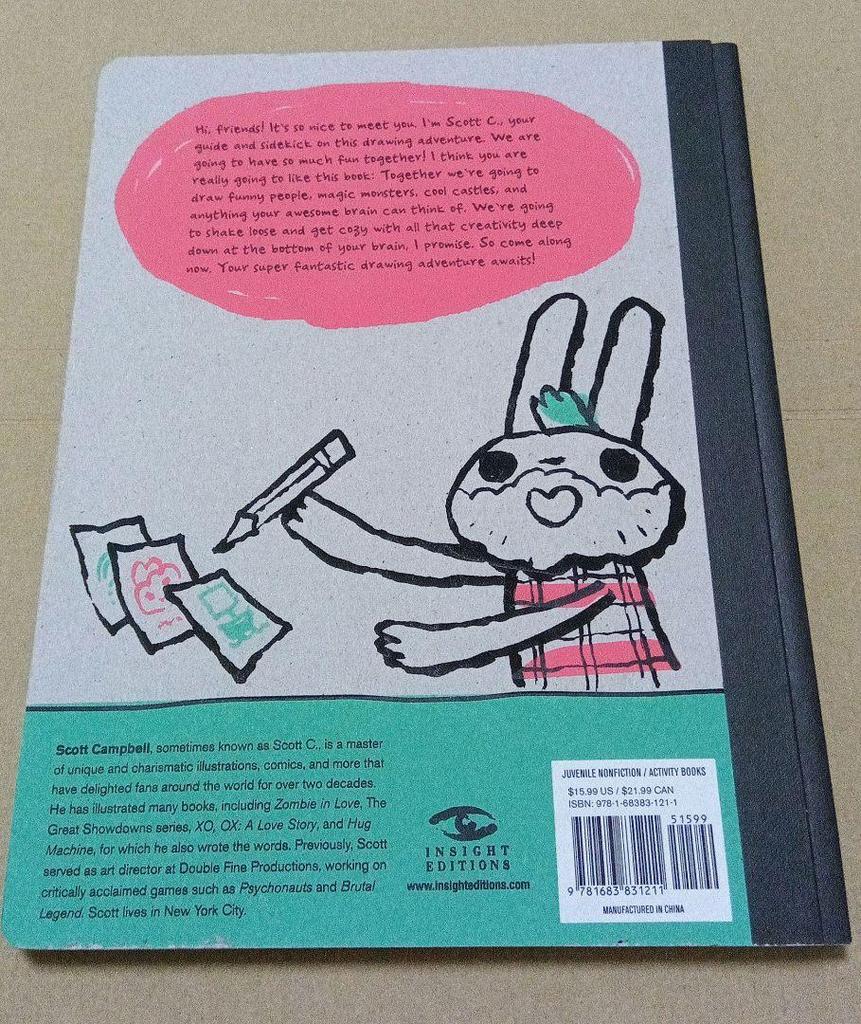 Hi, friends! It's so nice to meet you. I'm Scott C., your
guide and sidekick on this drawing adventure. We are
going to have so much fun together! I think you are
really going to like this book: Together we're going to
draw funny people, magic monsters, cool castles, and
anything your awesome brain can think of. We're going
to shake loose and get cozy with all that creativity deep
down at the bottom of your brain, I promise. So come along
now. Your super fantastic drawing adventure awaits!
Scott Campbell, sometimes known as Scott C., is a master
of unique and charismatic illustrations, comics, and more that
have delighted fans around the world for over two decades.
He has illustrated many books, including Zombie in Love, The
Great Showdowns series, XO, OX: A Love Story, and Hug
Machine, for which he also wrote the words. Previously, Scott
served as art director at Double Fine Productions, working on
critically acclaimed games such as Psychonauts and Brutal
Legend. Scott lives in New York City.
INSIGHT
EDITIONS
www.insighteditions.com
JUVENILE NONFICTION / ACTIVITY BOOKS
$15.99 US / $21.99 CAN
ISBN: 978-1-68383-121-1
51599
9 781683 831211
MANUFACTURED IN CHINA